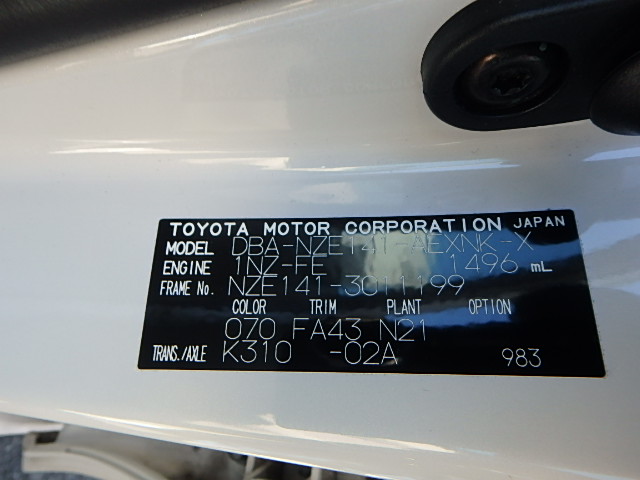 TOYOTA MOTOR CORPORATION JAPAN
MODEL DBA-NZE141-AEXNK-X
ENGINE 1NZ-FE 1496 mL
FRAME No. NZE141-3011199
COLOR TRIM PLANT OPTION
070 FA43 N21
TRANS./AXLE K310 -02A 983